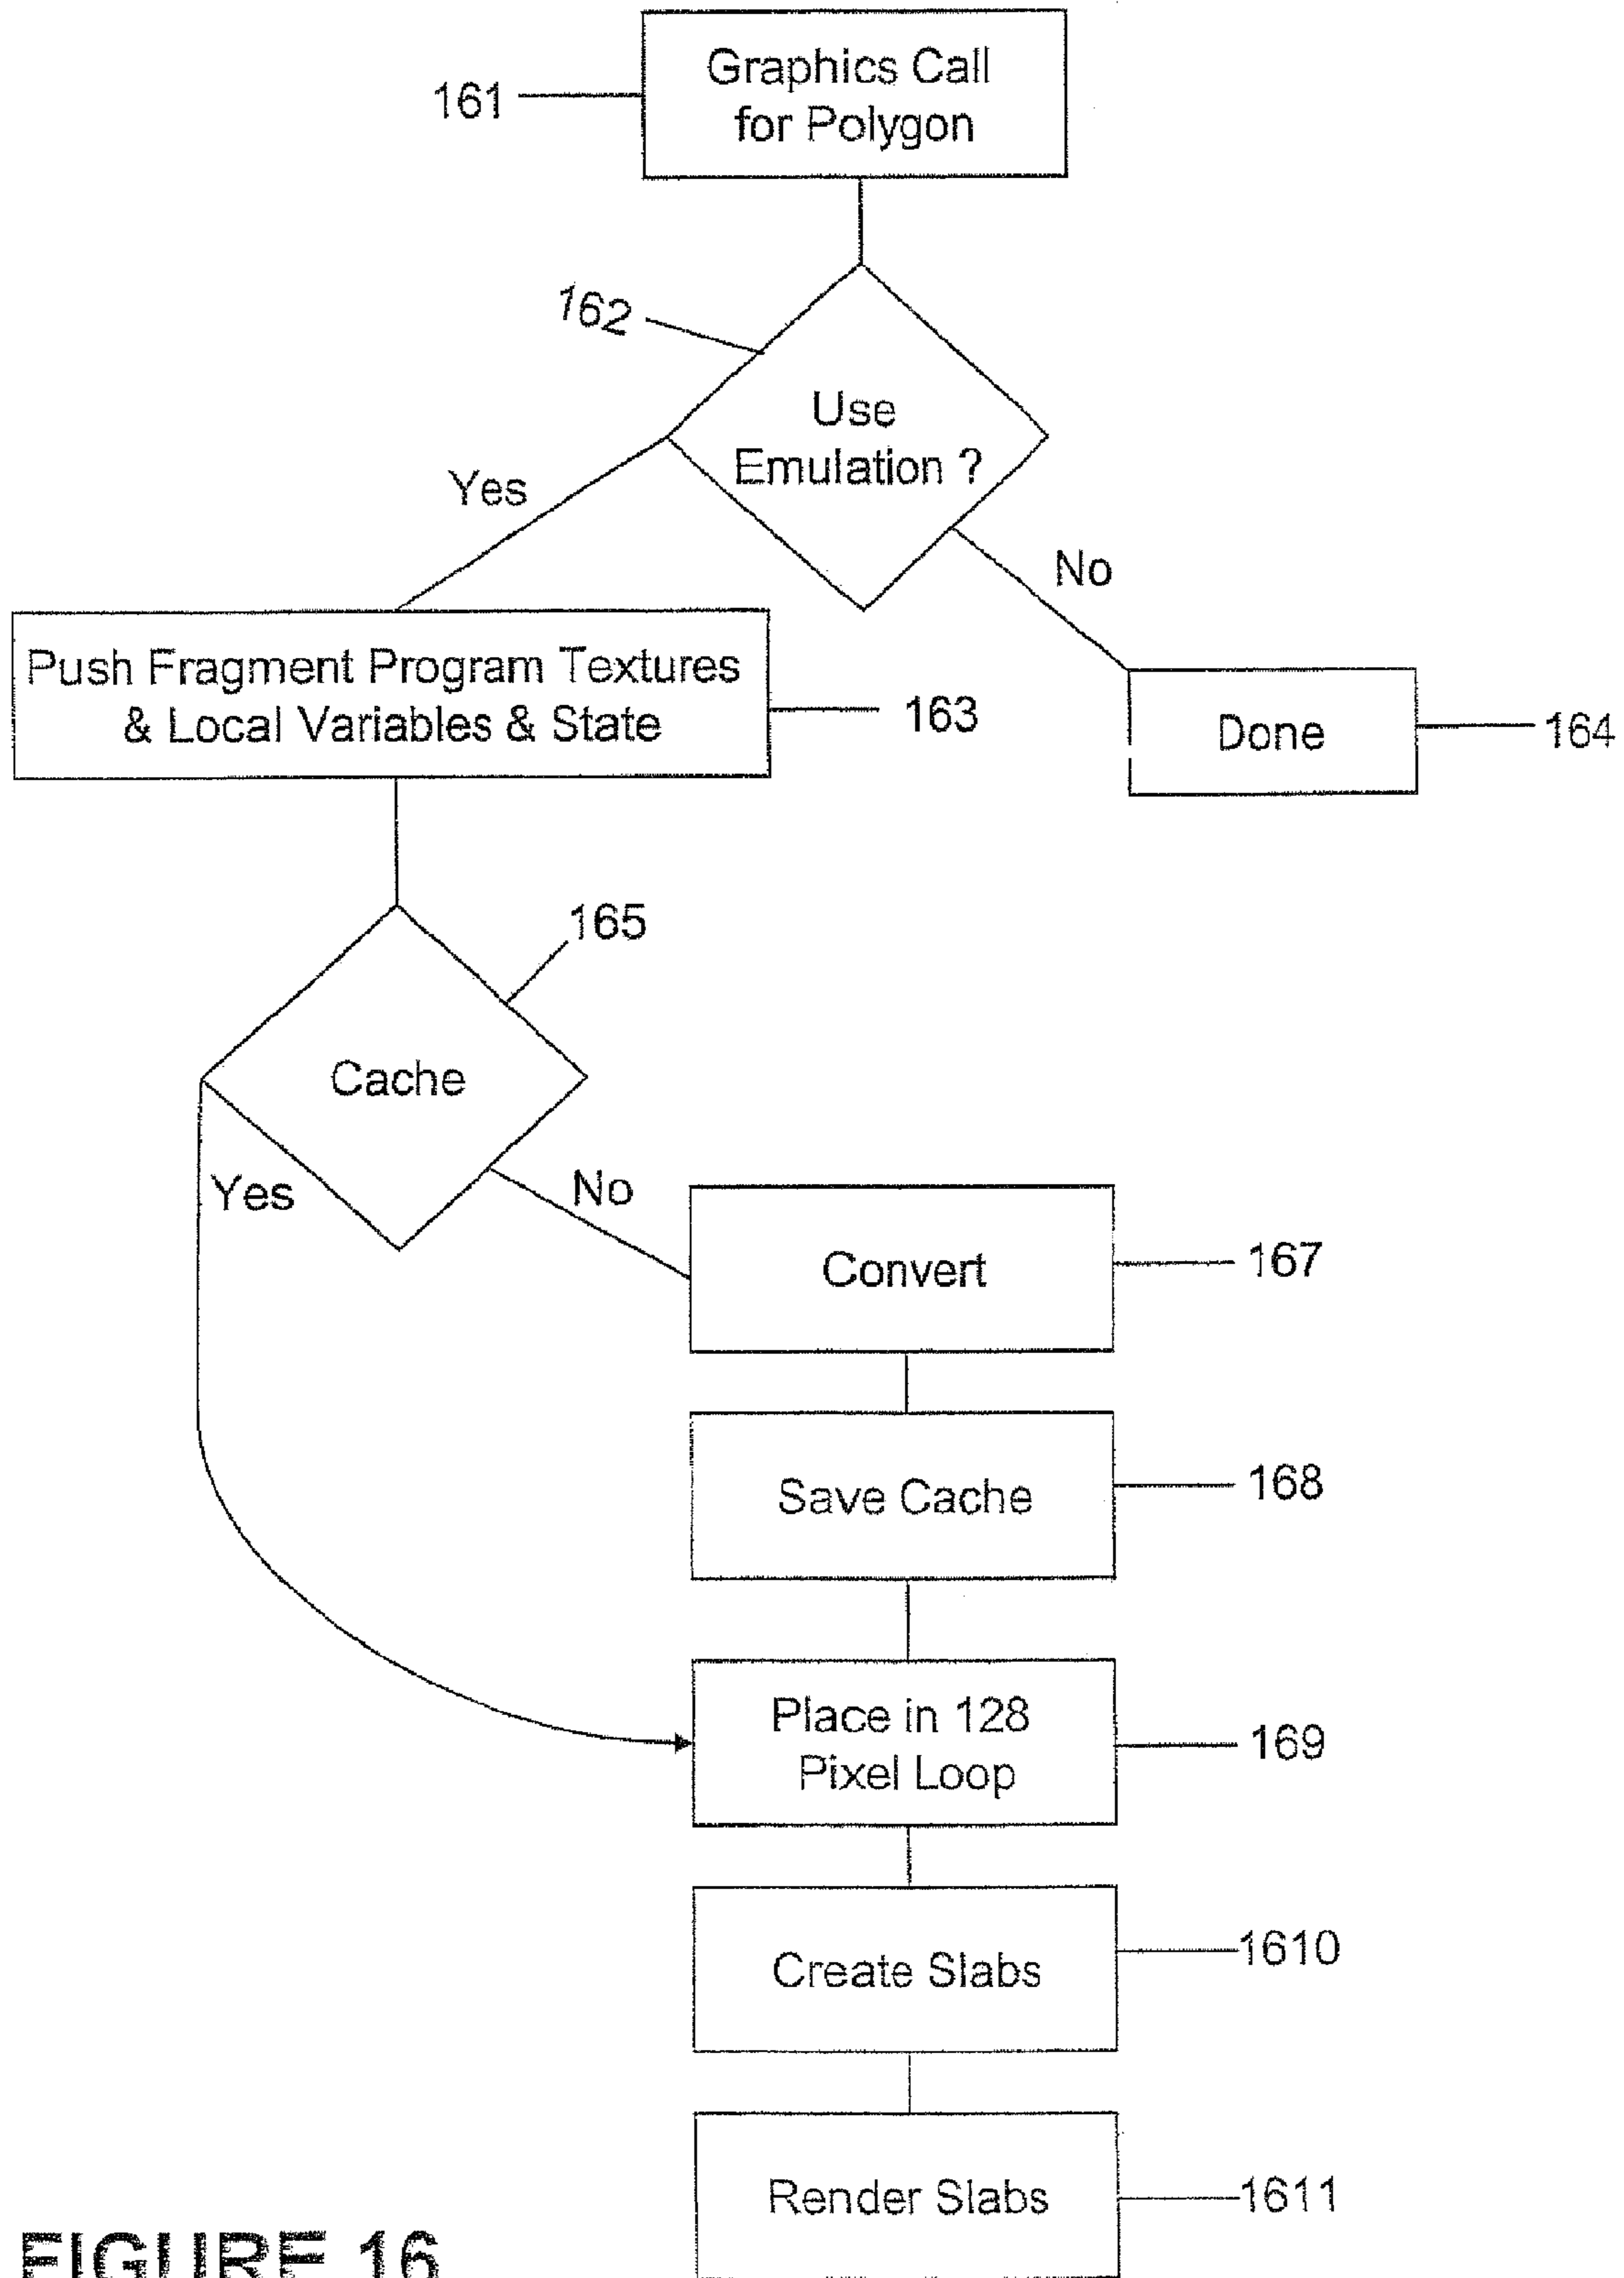 Graphics Call
for Polygon
161
162
Use
Emulation ?
Yes
No
Push Fragment Program Textures
& Local Variables & State
163
Done
164
165
Cache
Yes
No
Convert
167
Save Cache
168
Place in 128
Pixel Loop
169
Create Slabs
1610
Render Slabs
1611
FIGURE 16